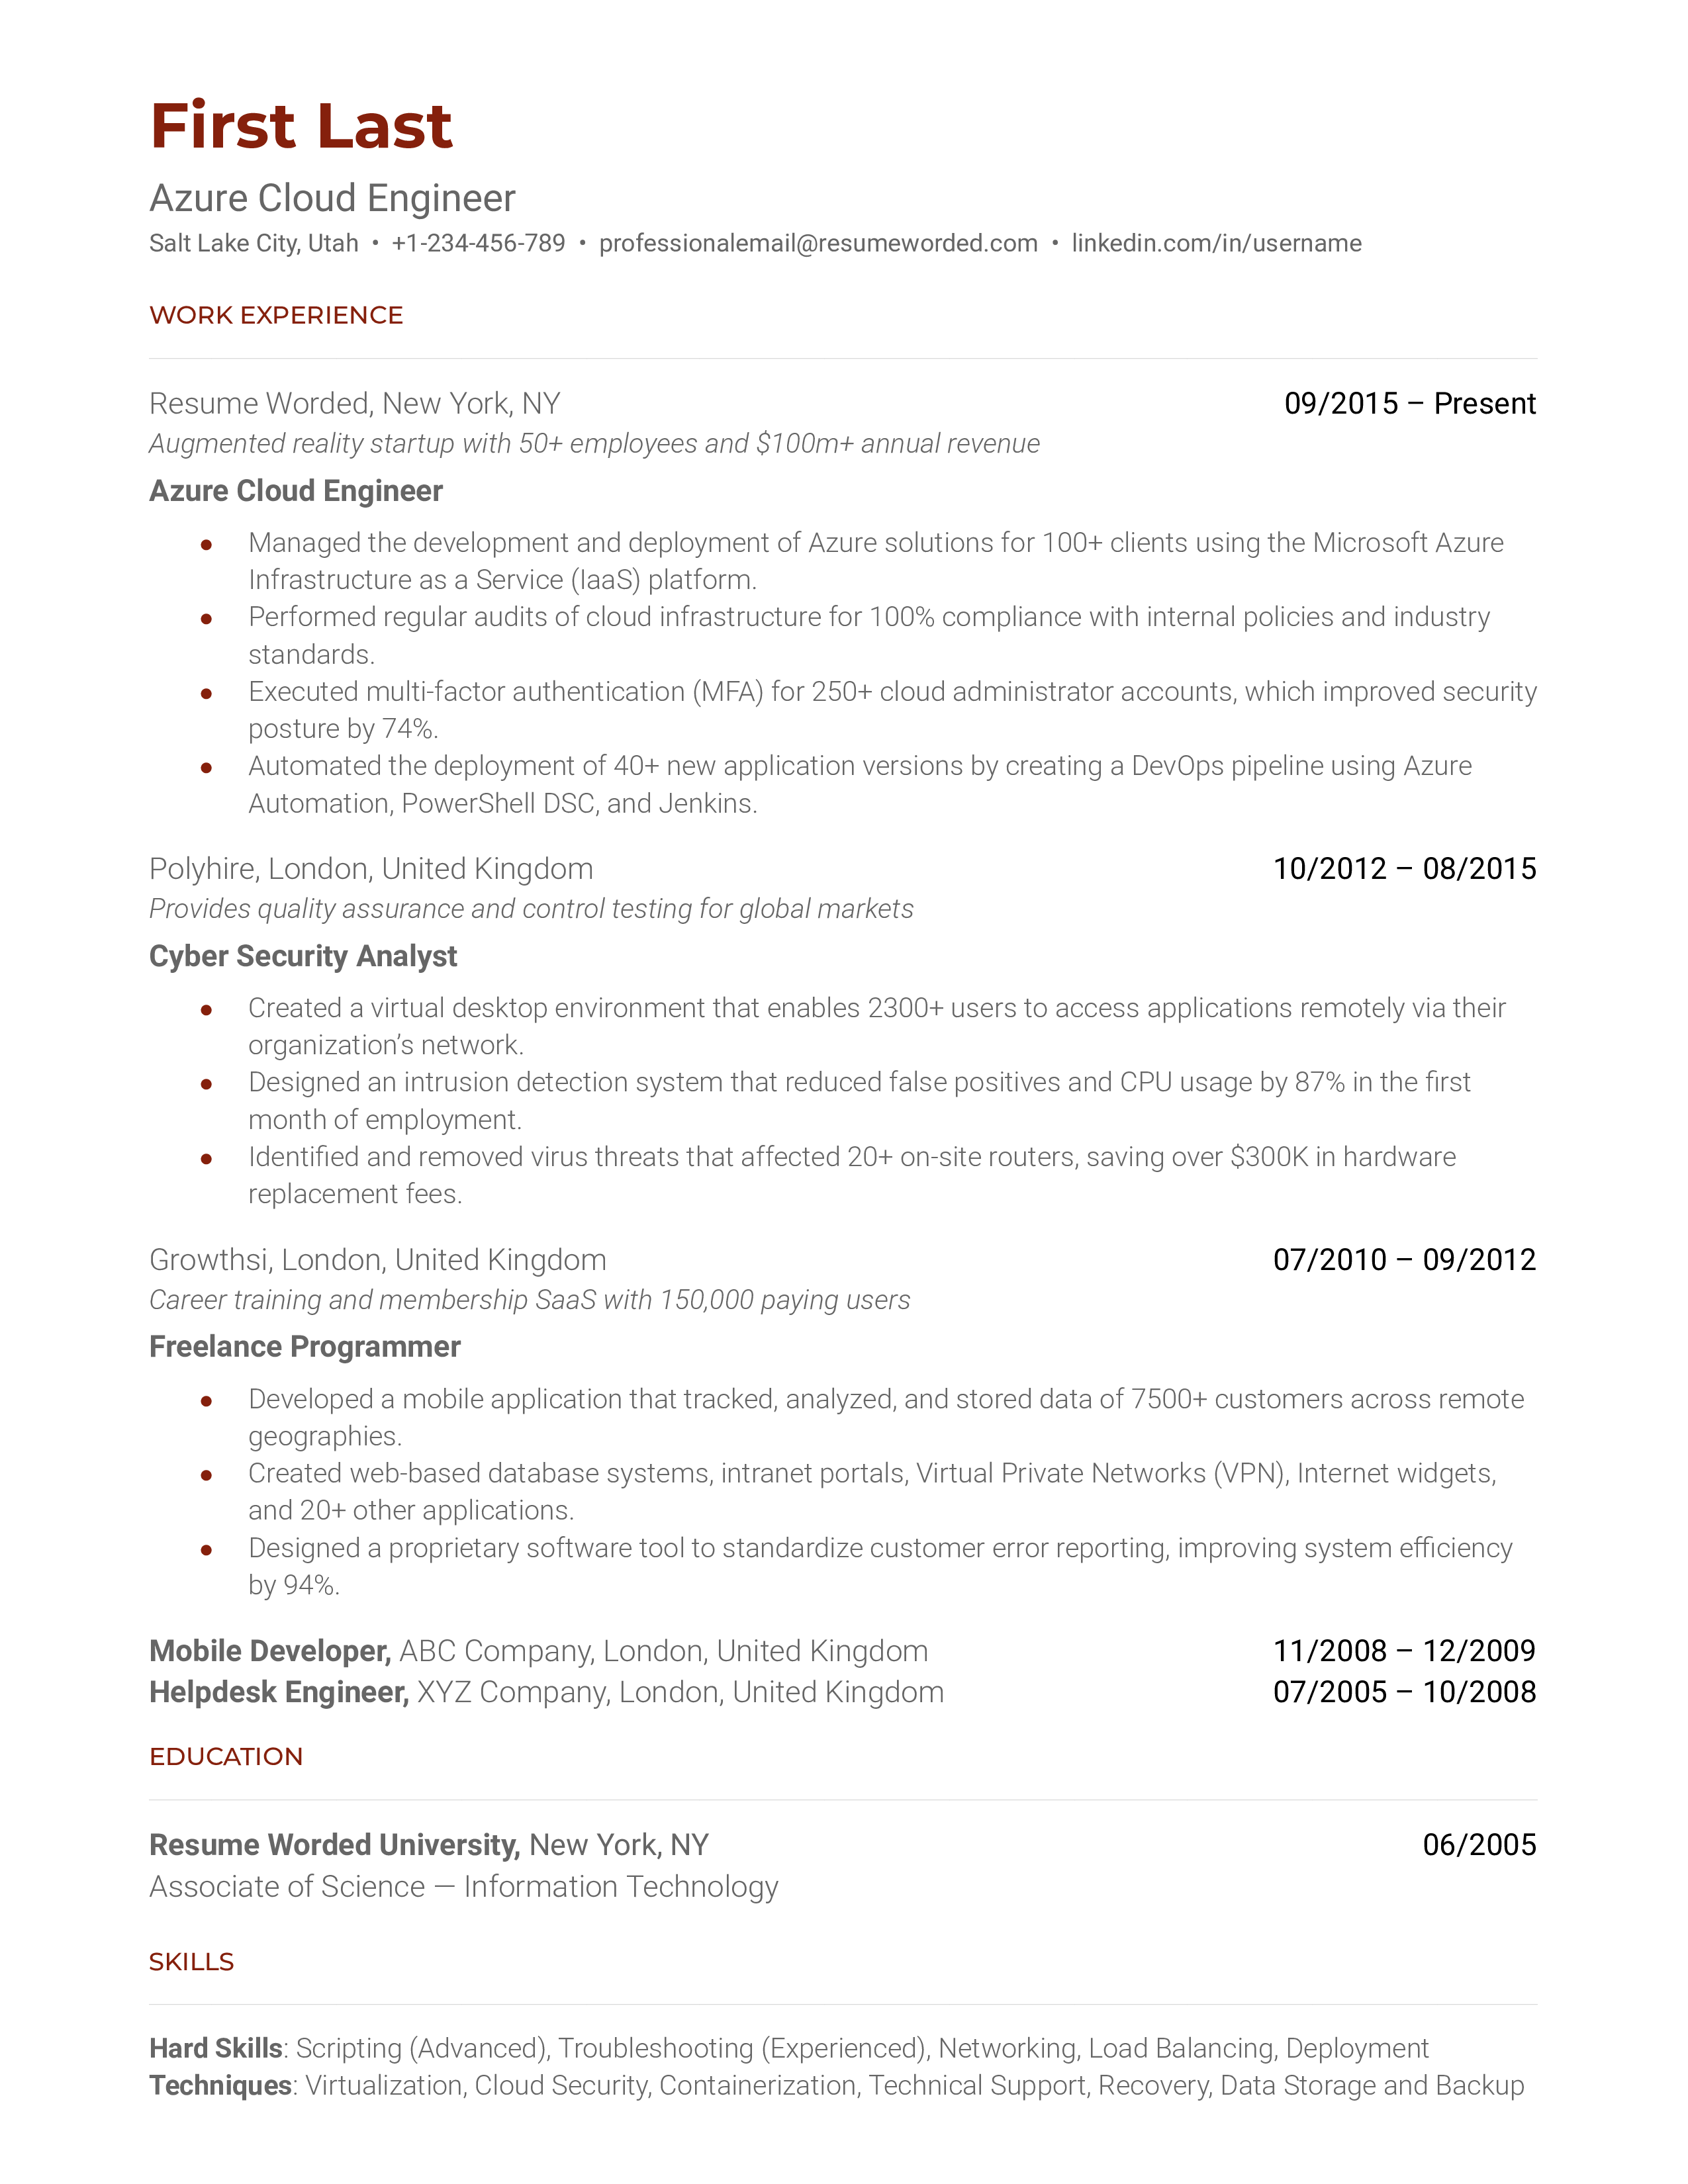 First Last
Azure Cloud Engineer
Salt Lake City, Utah • +1-234-456-789 • professionalemail@resumeworded.com • linkedin.com/in/username
WORK EXPERIENCE
Resume Worded, New York, NY 09/2015 – Present
Augmented reality startup with 50+ employees and $100m+ annual revenue
Azure Cloud Engineer
● Managed the development and deployment of Azure solutions for 100+ clients using the Microsoft Azure
Infrastructure as a Service (IaaS) platform.
● Performed regular audits of cloud infrastructure for 100% compliance with internal policies and industry
standards.
● Executed multi-factor authentication (MFA) for 250+ cloud administrator accounts, which improved security
posture by 74%.
● Automated the deployment of 40+ new application versions by creating a DevOps pipeline using Azure
Automation, PowerShell DSC, and Jenkins.
Polyhire, London, United Kingdom 10/2012 – 08/2015
Provides quality assurance and control testing for global markets
Cyber Security Analyst
● Created a virtual desktop environment that enables 2300+ users to access applications remotely via their
organization’s network.
● Designed an intrusion detection system that reduced false positives and CPU usage by 87% in the first
month of employment.
● Identified and removed virus threats that affected 20+ on-site routers, saving over $300K in hardware
replacement fees.
Growthsi, London, United Kingdom 07/2010 – 09/2012
Career training and membership SaaS with 150,000 paying users
Freelance Programmer
● Developed a mobile application that tracked, analyzed, and stored data of 7500+ customers across remote
geographies.
● Created web-based database systems, intranet portals, Virtual Private Networks (VPN), Internet widgets,
and 20+ other applications.
● Designed a proprietary software tool to standardize customer error reporting, improving system efficiency
by 94%.
Mobile Developer, ABC Company, London, United Kingdom 11/2008 – 12/2009
Helpdesk Engineer, XYZ Company, London, United Kingdom 07/2005 – 10/2008
EDUCATION
Resume Worded University, New York, NY 06/2005
Associate of Science — Information Technology
SKILLS
Hard Skills: Scripting (Advanced), Troubleshooting (Experienced), Networking, Load Balancing, Deployment
Techniques: Virtualization, Cloud Security, Containerization, Technical Support, Recovery, Data Storage and Backup